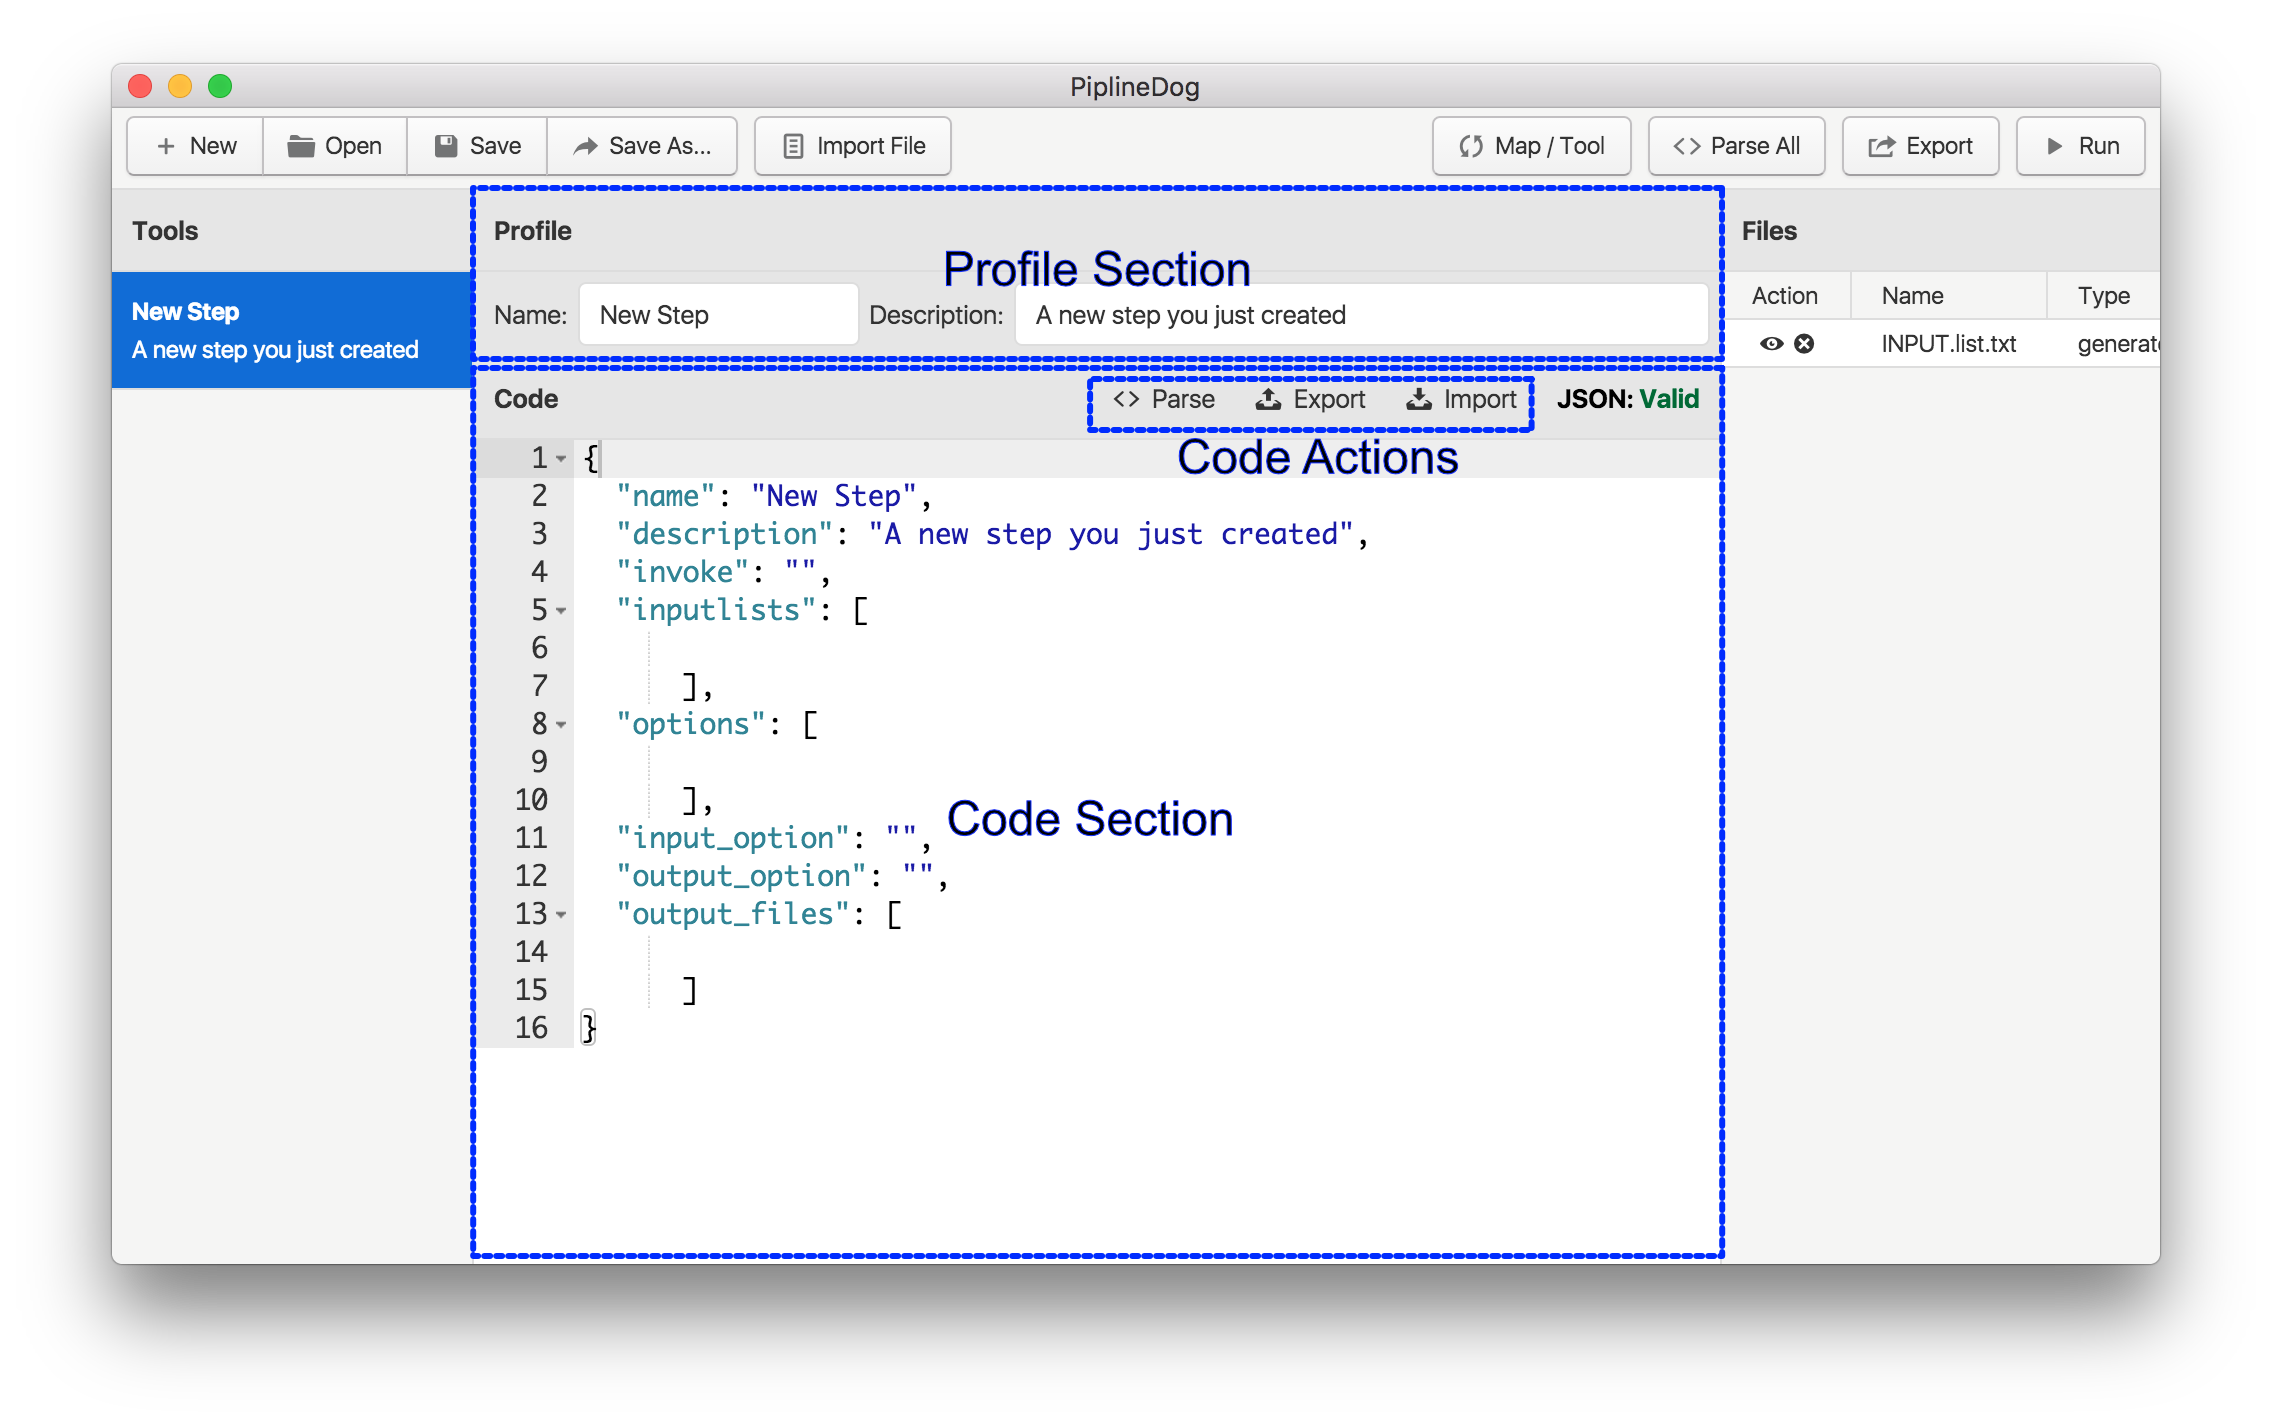 PiplineDog
New Open Save Save As... Import File Map / Tool Parse All Export Run
Tools
New Step
A new step you just created
Profile
Profile Section
Name: New Step Description: A new step you just created
Code Parse Export Import JSON: Valid
Code Actions
1 {
2 "name": "New Step",
3 "description": "A new step you just created",
4 "invoke": "",
5 "inputlists": [
6
7 ],
8 "options": [
9
10 ],
Code Section
11 "input_option": "",
12 "output_option": "",
13 "output_files": [
14
15 ]
16 }
Files
Action Name Type
INPUT.list.txt generate